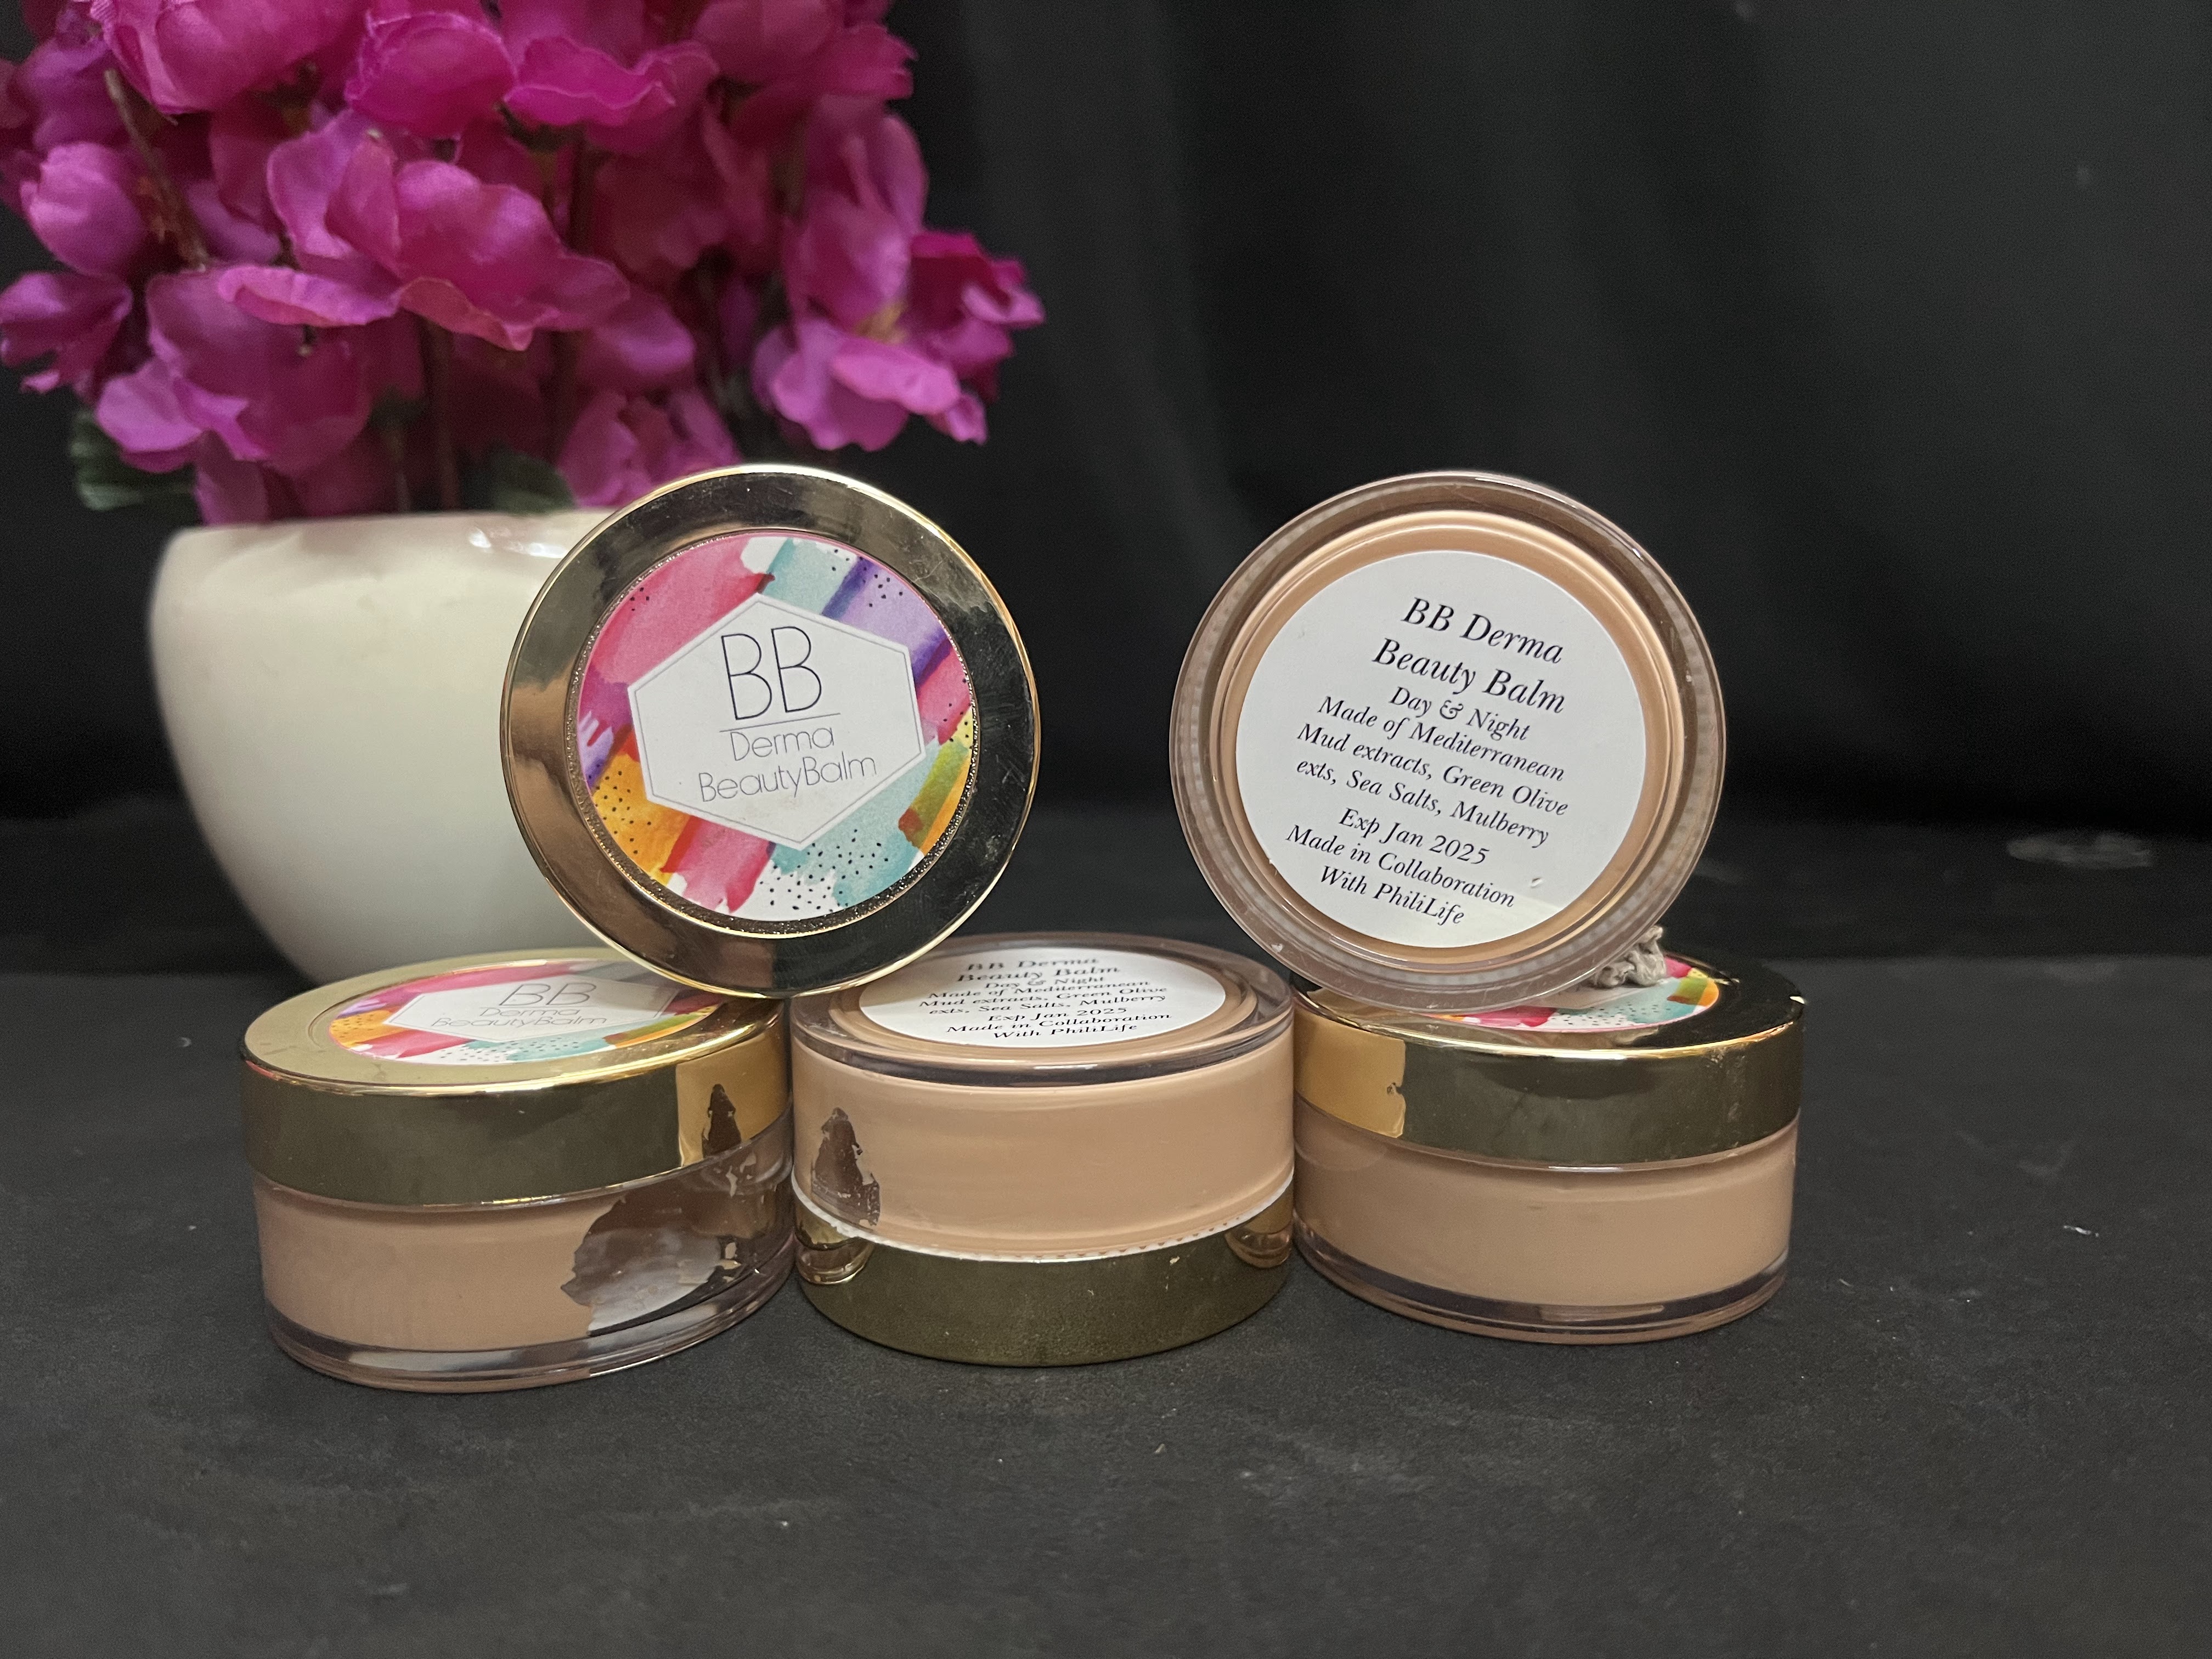 BB
Derma
BeautyBalm
BB Derma
Beauty Balm
Day & Night
Made of Mediterranean
Mud extracts, Green Olive
exts, Sea Salts, Mulberry
Exp Jan 2025
Made in Collaboration
With PhiliLife
BB
Derma
BeautyBalm
BB Derma
Beauty Balm
Day & Night
Made of Mediterranean
Mud extracts, Green Olive
exts, Sea Salts, Mulberry
Exp Jan 2025
Made in Collaboration
With PhiliLife